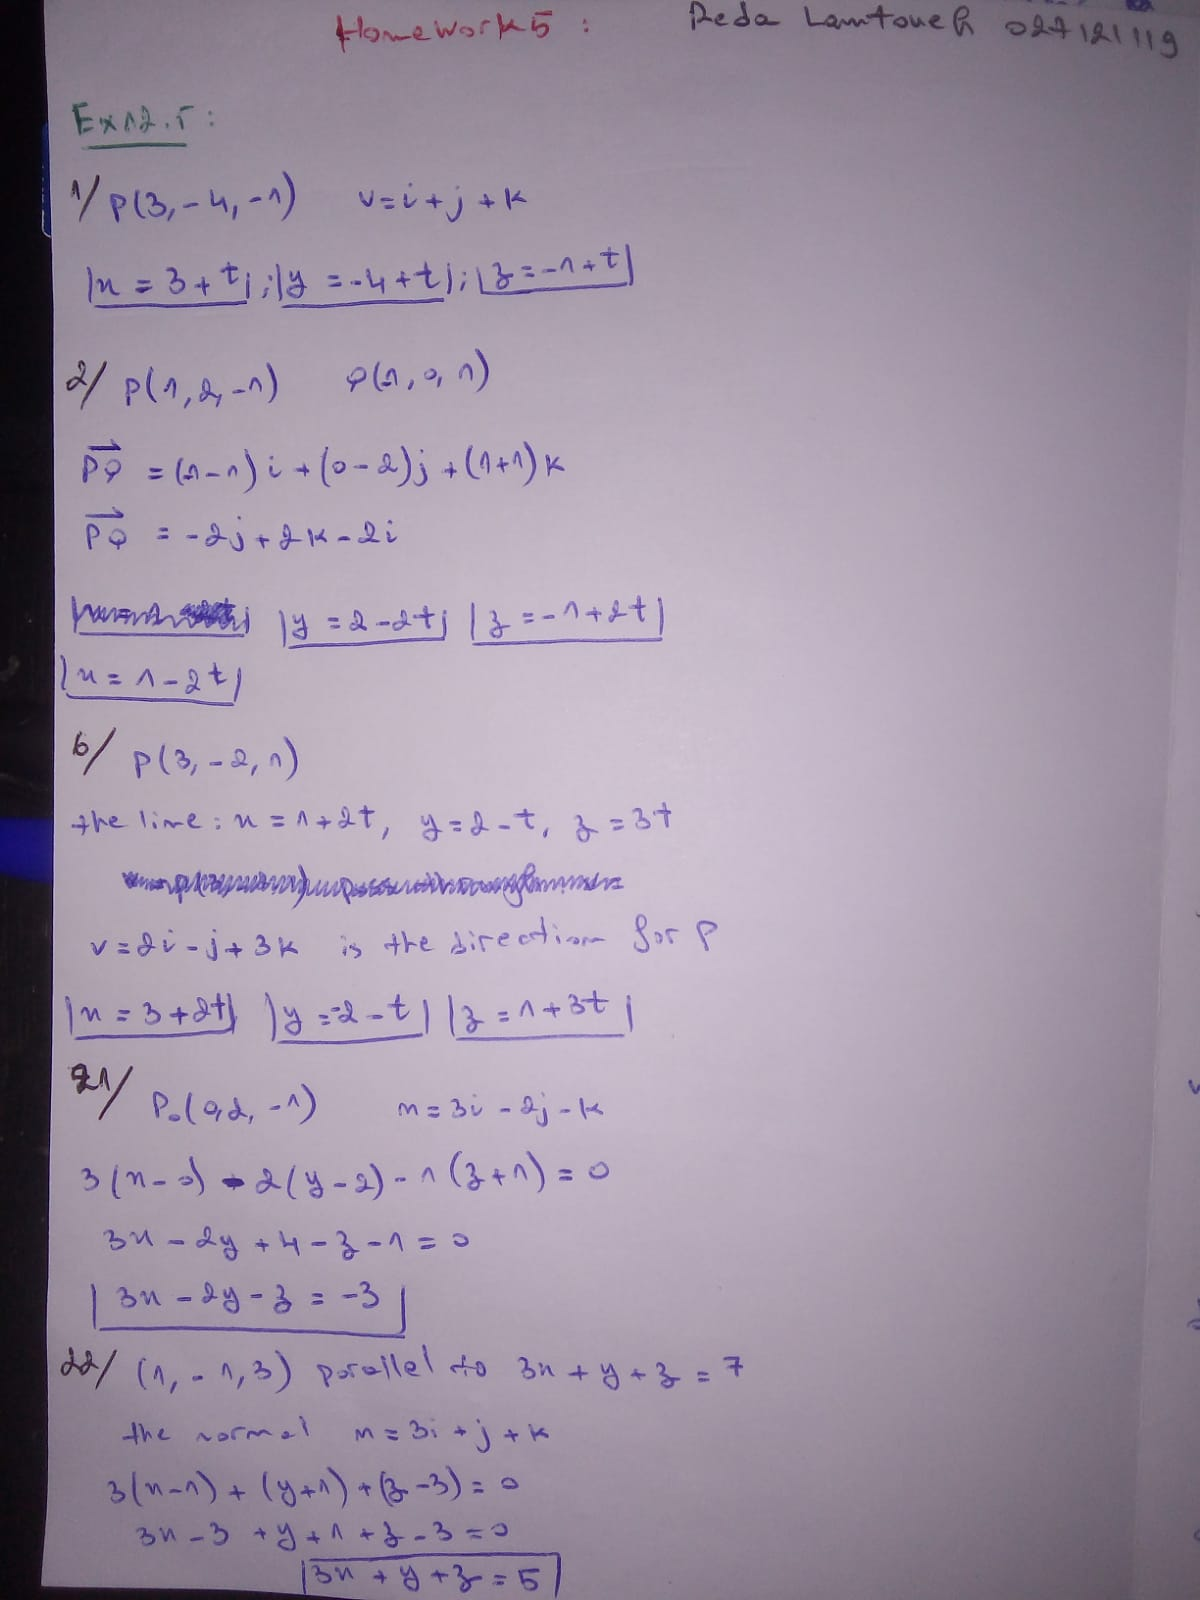 Homework 5 : Reda Lamtoueh 027121119
Ex 12.5 :
1/ P(3, -4, -1) v = i + j + k
|x = 3 + t| ; |y = -4 + t| ; |z = -1 + t|
2/ P(1, 2, -1) Q(-1, 0, 1)
PQ = (-1-1)i + (0-2)j + (1+1)k
PQ = -2j + 2k - 2i
|y = 2 - 2t| |z = -1 + 2t|
|x = 1 - 2t|
6/ P(3, -2, 1)
the line : x = 1 + 2t, y = 2 - t, z = 3t
v = 2i - j + 3k is the direction for P
|x = 3 + 2t| |y = -2 - t| |z = 1 + 3t|
21/ P₀(0,2, -1) n = 3i - 2j - k
3(x - 0) - 2(y - 2) - 1(z + 1) = 0
3x - 2y + 4 - z - 1 = 0
|3x - 2y - z = -3|
22/ (1, -1, 3) parallel to 3x + y + z = 7
the normal n = 3i + j + k
3(x-1) + (y+1) + (z-3) = 0
3x - 3 + y + 1 + z - 3 = 0
|3x + y + z = 5|